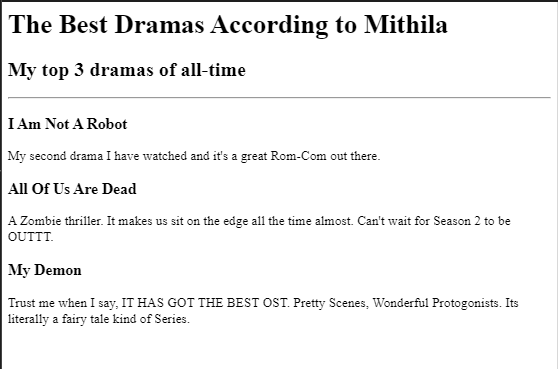 The Best Dramas According to Mithila
My top 3 dramas of all-time
I Am Not A Robot
My second drama I have watched and it's a great Rom-Com out there.
All Of Us Are Dead
A Zombie thriller. It makes us sit on the edge all the time almost. Can't wait for Season 2 to be
OUTTT.
My Demon
Trust me when I say, IT HAS GOT THE BEST OST. Pretty Scenes, Wonderful Protogonists. Its
literally a fairy tale kind of Series.